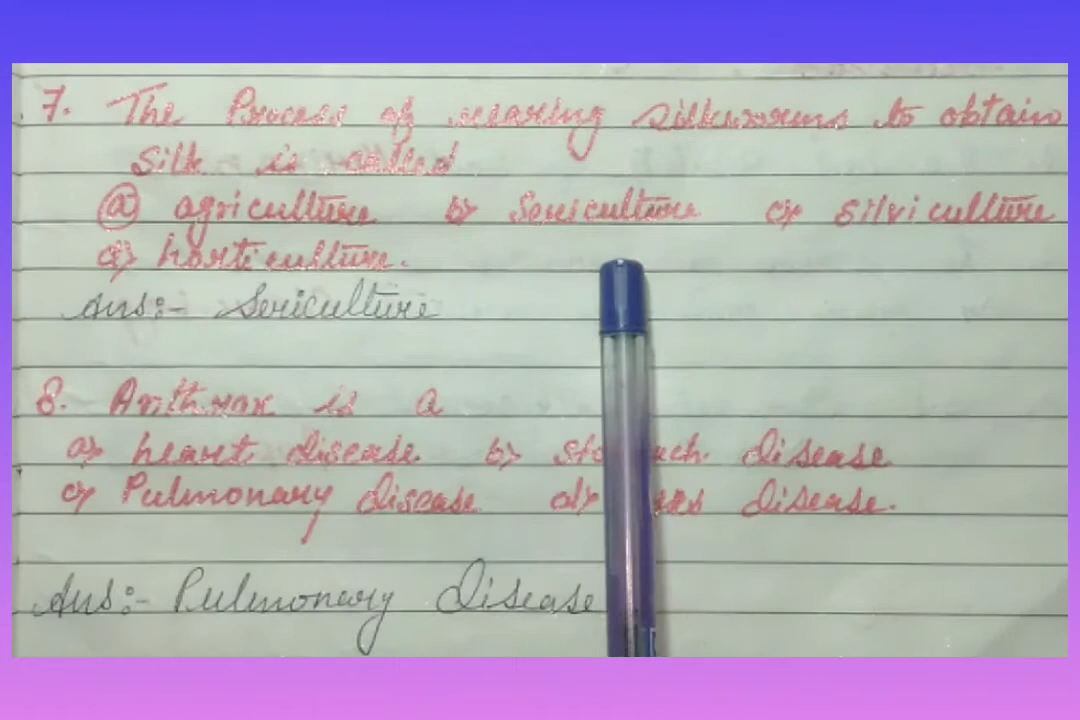 7. The Process of rearing silkworms to obtain
Silk is called
a) agriculture b) Sericulture c) silviculture
d) horticulture.
Ans:- Sericulture
8. Anthrax is a
a) heart disease b) disease
c) Pulmonary disease d) disease.
Ans:- Pulmonary Disease